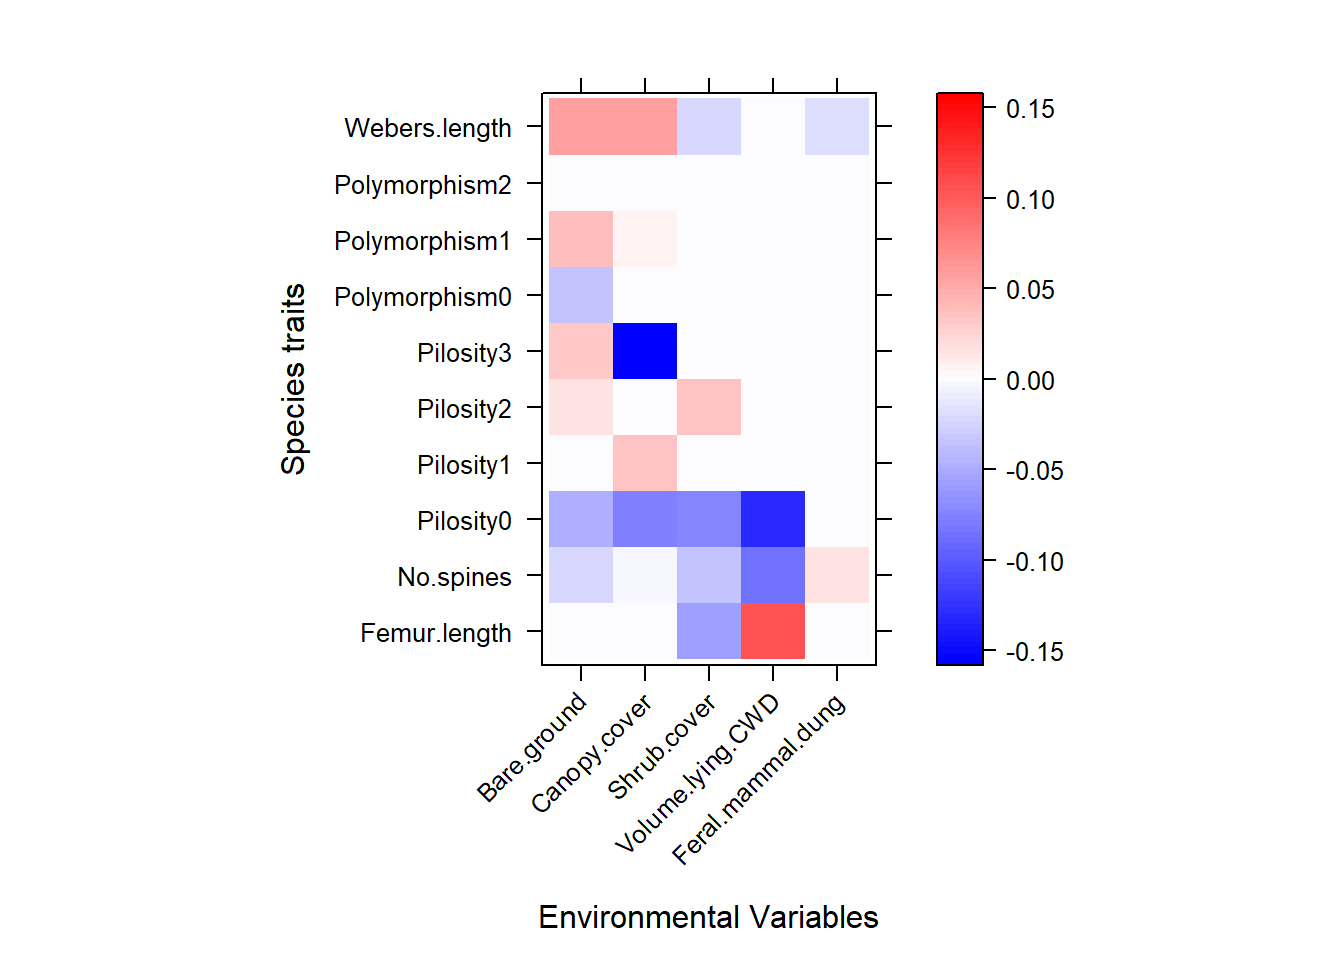 Species traits
Webers.length
Polymorphism2
Polymorphism1
Polymorphism0
Pilosity3
Pilosity2
Pilosity1
Pilosity0
No.spines
Femur.length
Bare.ground
Canopy.cover
Shrub.cover
Volume.lying.CWD
Feral.mammal.dung
Environmental Variables
0.15
0.10
0.05
0.00
-0.05
-0.10
-0.15